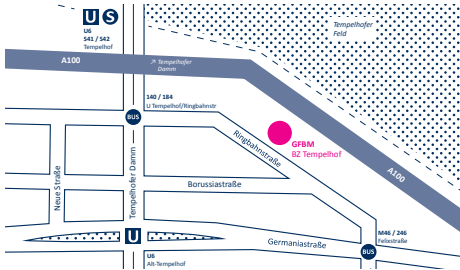 U S
U6
S41 / S42
Tempelhof
Tempelhofer
Feld
A100
↗ Tempelhofer
Damm
140 / 184
U Tempelhof/Ringbahnstr
BUS
Ringbahnstraße
GFBM
BZ Tempelhof
A100
Neue Straße
Tempelhofer Damm
Borussiastraße
U
Germaniastraße
M46 / 246
Felixstraße
BUS
U6
Alt-Tempelhof